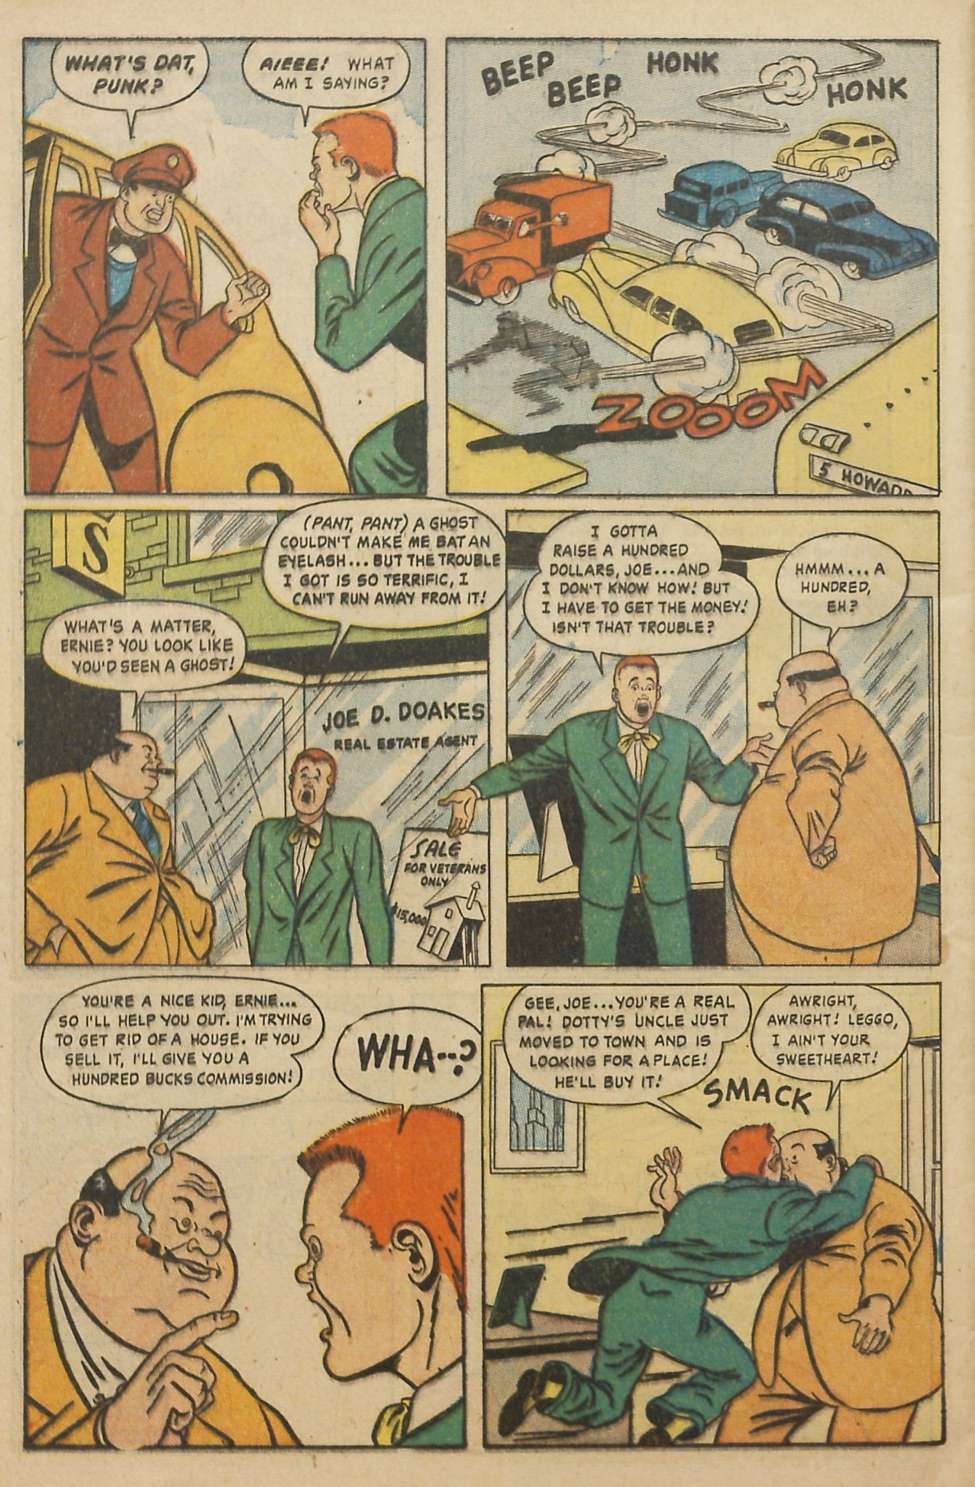 WHAT'S DAT,
PUNK?
AIEEE! WHAT
AM I SAYING?
BEEP
BEEP
HONK
HONK
ZOOOM
5 HOWARD
S
(PANT, PANT) A GHOST
COULDN'T MAKE ME BAT AN
EYELASH... BUT THE TROUBLE
I GOT IS SO TERRIFIC, I
CAN'T RUN AWAY FROM IT!
WHAT'S A MATTER,
ERNIE? YOU LOOK LIKE
YOU'D SEEN A GHOST!
JOE D. DOAKES
REAL ESTATE AGENT
SALE
FOR VETERANS
ONLY
$15,000
I GOTTA
RAISE A HUNDRED
DOLLARS, JOE...AND
I DON'T KNOW HOW! BUT
I HAVE TO GET THE MONEY!
ISN'T THAT TROUBLE?
HMMM... A
HUNDRED,
EH?
YOU'RE A NICE KID, ERNIE...
SO I'LL HELP YOU OUT. I'M TRYING
TO GET RID OF A HOUSE. IF YOU
SELL IT, I'LL GIVE YOU A
HUNDRED BUCKS COMMISSION!
WHA--?
GEE, JOE...YOU'RE A REAL
PAL! DOTTY'S UNCLE JUST
MOVED TO TOWN AND IS
LOOKING FOR A PLACE!
HE'LL BUY IT!
SMACK
AWRIGHT,
AWRIGHT! LEGGO,
I AIN'T YOUR
SWEETHEART!